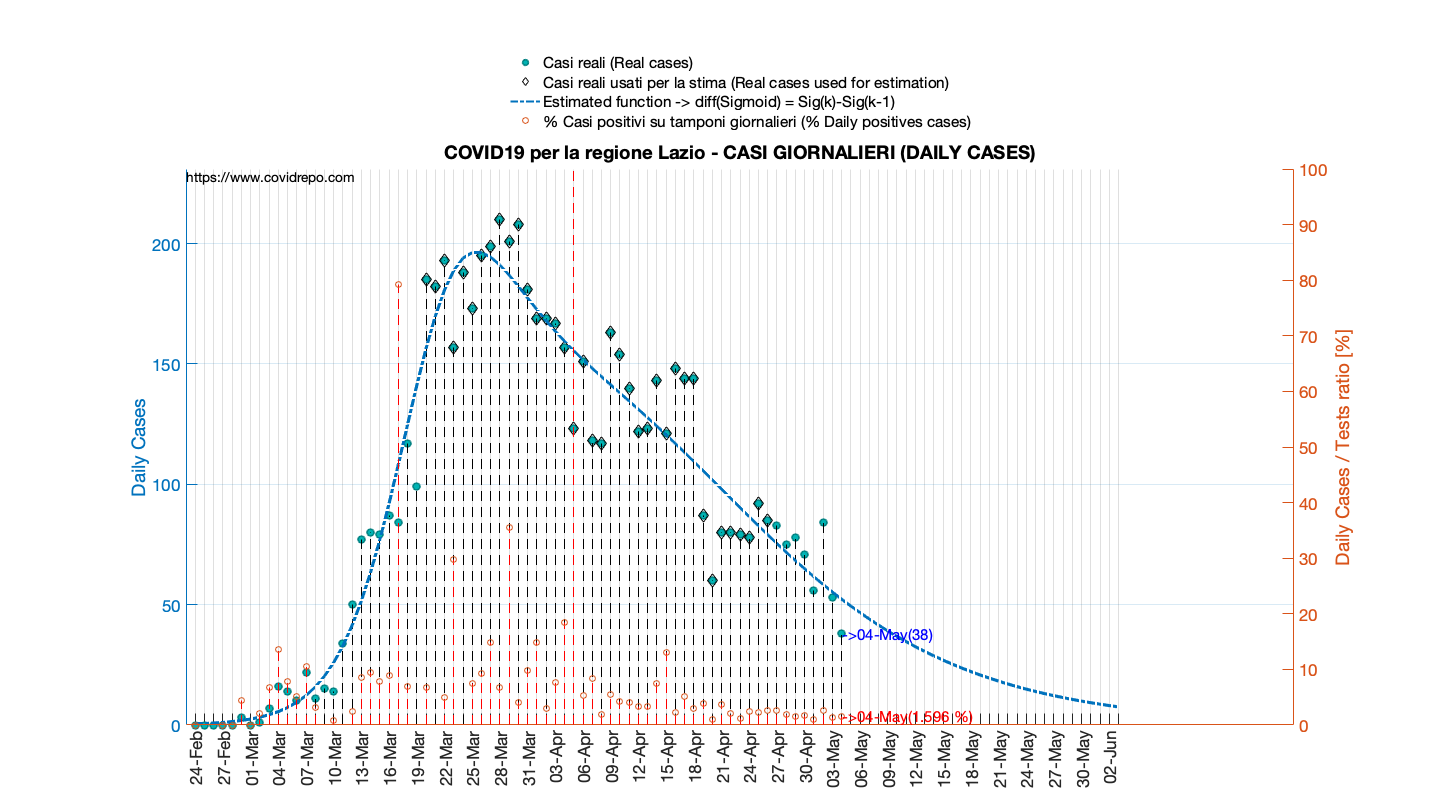 Casi reali (Real cases)
Casi reali usati per la stima (Real cases used for estimation)
Estimated function -> diff(Sigmoid) = Sig(k)-Sig(k-1)
% Casi positivi su tamponi giornalieri (% Daily positives cases)
COVID19 per la regione Lazio - CASI GIORNALIERI (DAILY CASES)
https://www.covidrepo.com
Daily Cases
200
150
100
50
0
100
90
80
70
60
50
40
30
20
10
0
Daily Cases / Tests ratio [%]
->04-May(38)
->04-May(1.596 %)
24-Feb
27-Feb
01-Mar
04-Mar
07-Mar
10-Mar
13-Mar
16-Mar
19-Mar
22-Mar
25-Mar
28-Mar
31-Mar
03-Apr
06-Apr
09-Apr
12-Apr
15-Apr
18-Apr
21-Apr
24-Apr
27-Apr
30-Apr
03-May
06-May
09-May
12-May
15-May
18-May
21-May
24-May
27-May
30-May
02-Jun